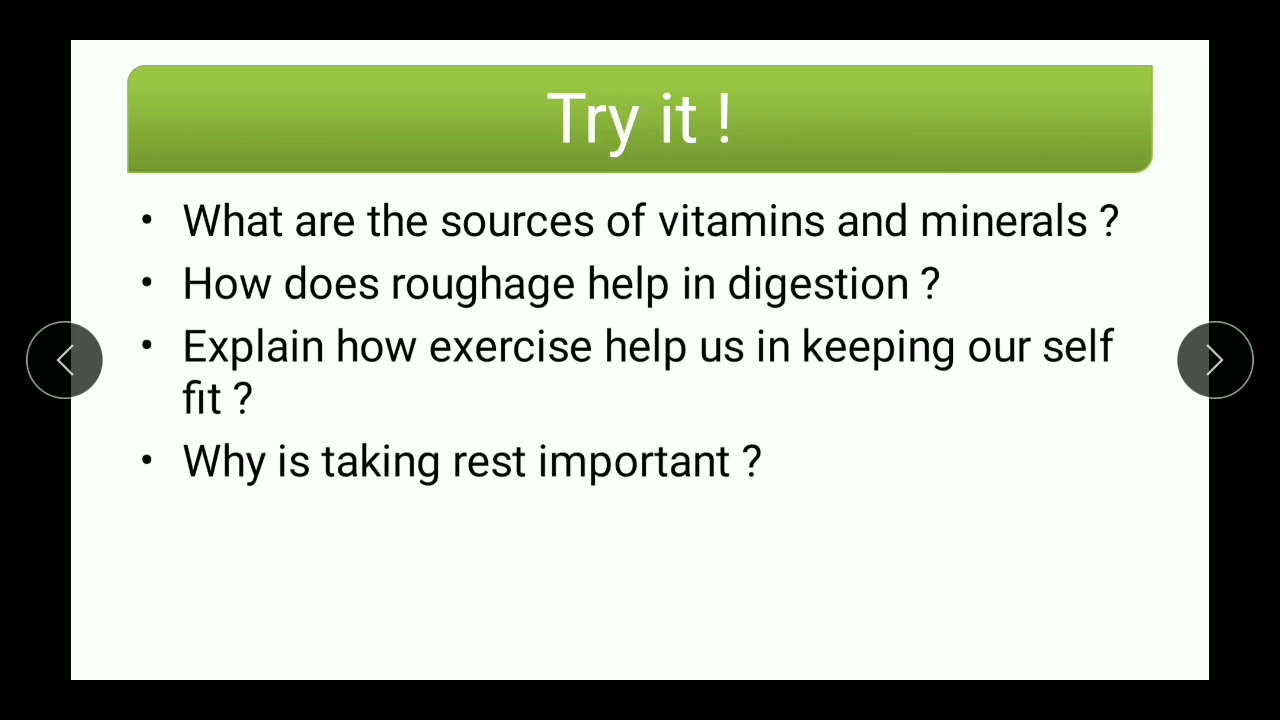 Try it !
• What are the sources of vitamins and minerals ?
• How does roughage help in digestion ?
• Explain how exercise help us in keeping our self
fit ?
• Why is taking rest important ?